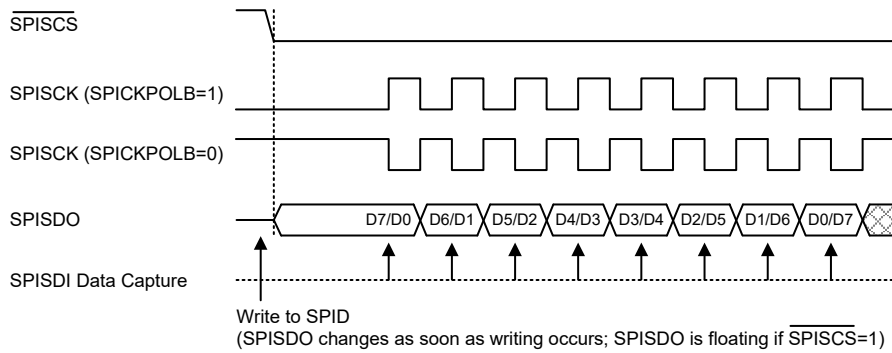 SPISCS
SPISCK (SPICKPOLB=1)
SPISCK (SPICKPOLB=0)
SPISDO D7/D0 D6/D1 D5/D2 D4/D3 D3/D4 D2/D5 D1/D6 D0/D7
SPISDI Data Capture
Write to SPID
(SPISDO changes as soon as writing occurs; SPISDO is floating if SPISCS=1)